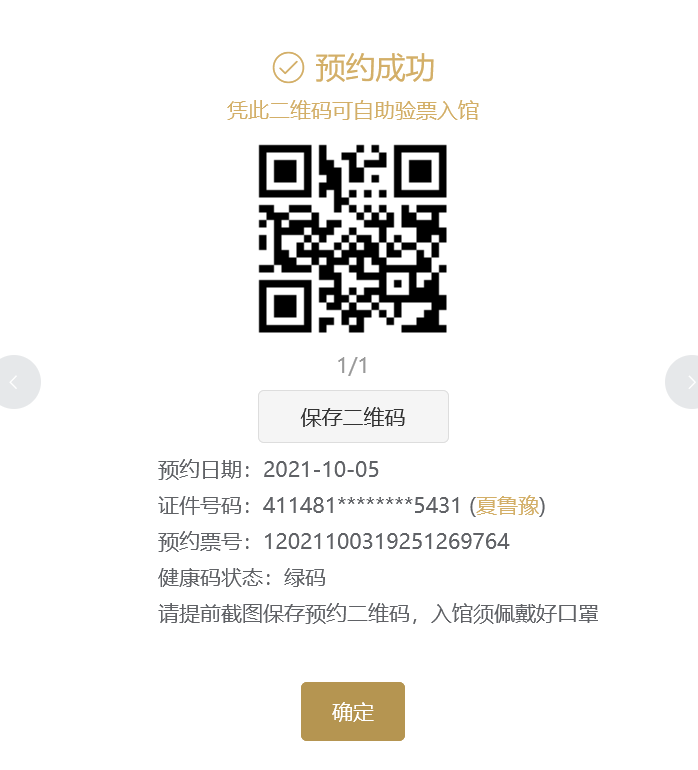 预约成功
凭此二维码可自助验票入馆
1/1
保存二维码
预约日期：2021-10-05
证件号码：411481********5431 (夏鲁豫)
预约票号：12021100319251269764
健康码状态：绿码
请提前截图保存预约二维码，入馆须佩戴好口罩
确定